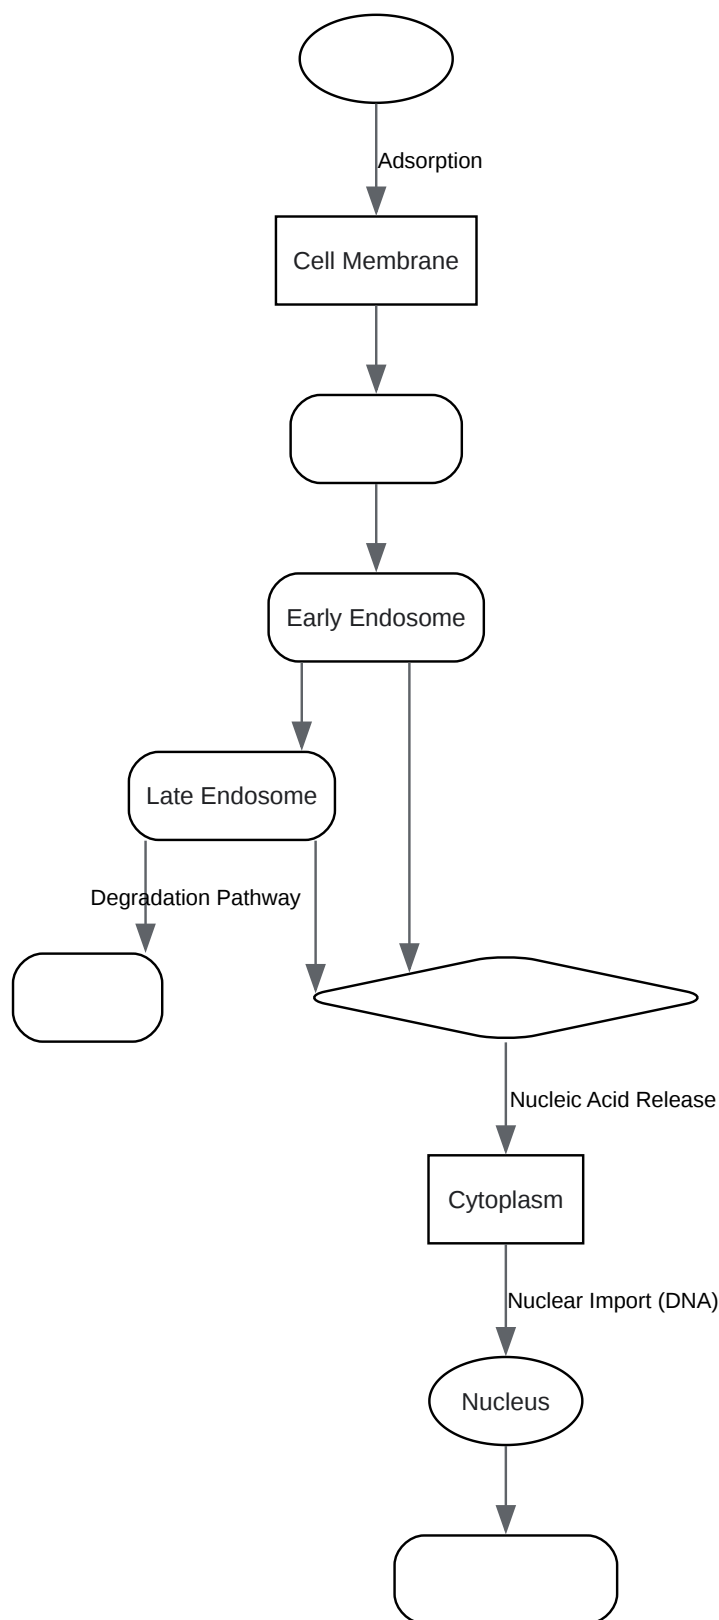 Adsorption
Cell Membrane
Early Endosome
Late Endosome
Degradation Pathway
Nucleic Acid Release
Cytoplasm
Nuclear Import (DNA)
Nucleus